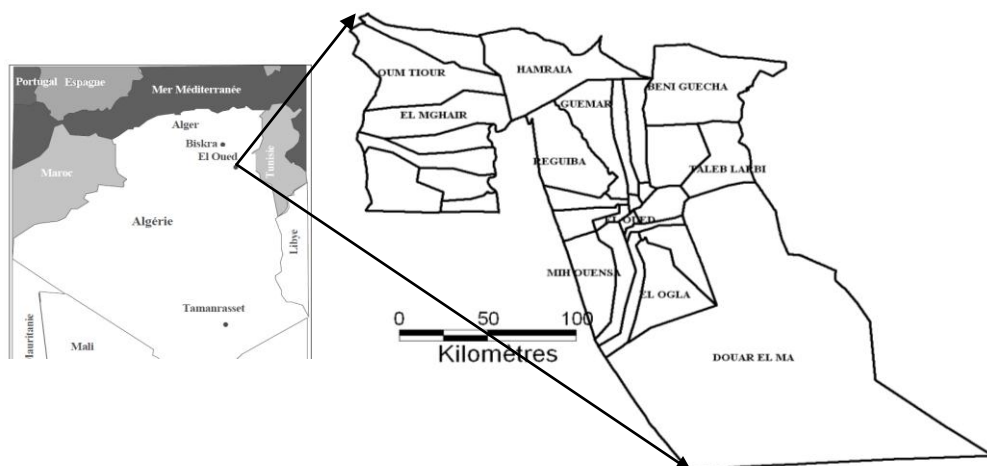 Portugal Espagne
Mer Méditerranée
Alger
Biskra
El Oued
Maroc
Tunisie
Algérie
Libye
Tamanrasset
Mauritanie
Mali
OUM TIOUR
HAMRAIA
BENI GUECHA
GUEMAR
EL MGHAIR
REGUIBA
TALEB LARBI
EL OUED
MIH OUENSA
EL OGLA
0 50 100
Kilomètres
DOUAR EL MA